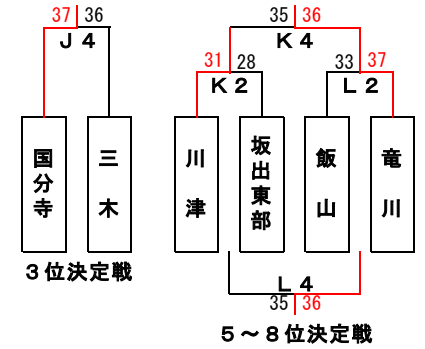 37 36
J4
国分寺
三木
3位決定戦
35 36
K4
31 28
K2
33 37
L2
川津
坂出東部
飯山
竜川
L4
35 36
5～8位決定戦